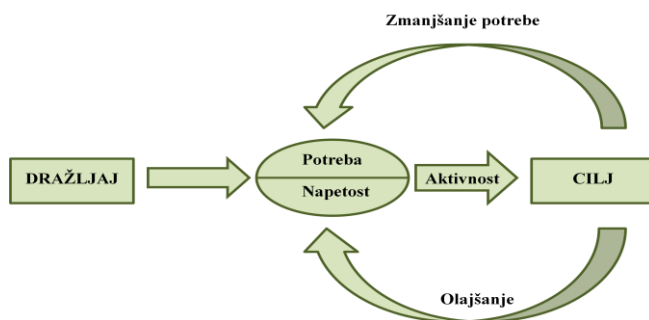 Zmanjšanje potrebe
DRAŽLJAJ
Potreba
Napetost
Aktivnost
CILJ
Olajšanje